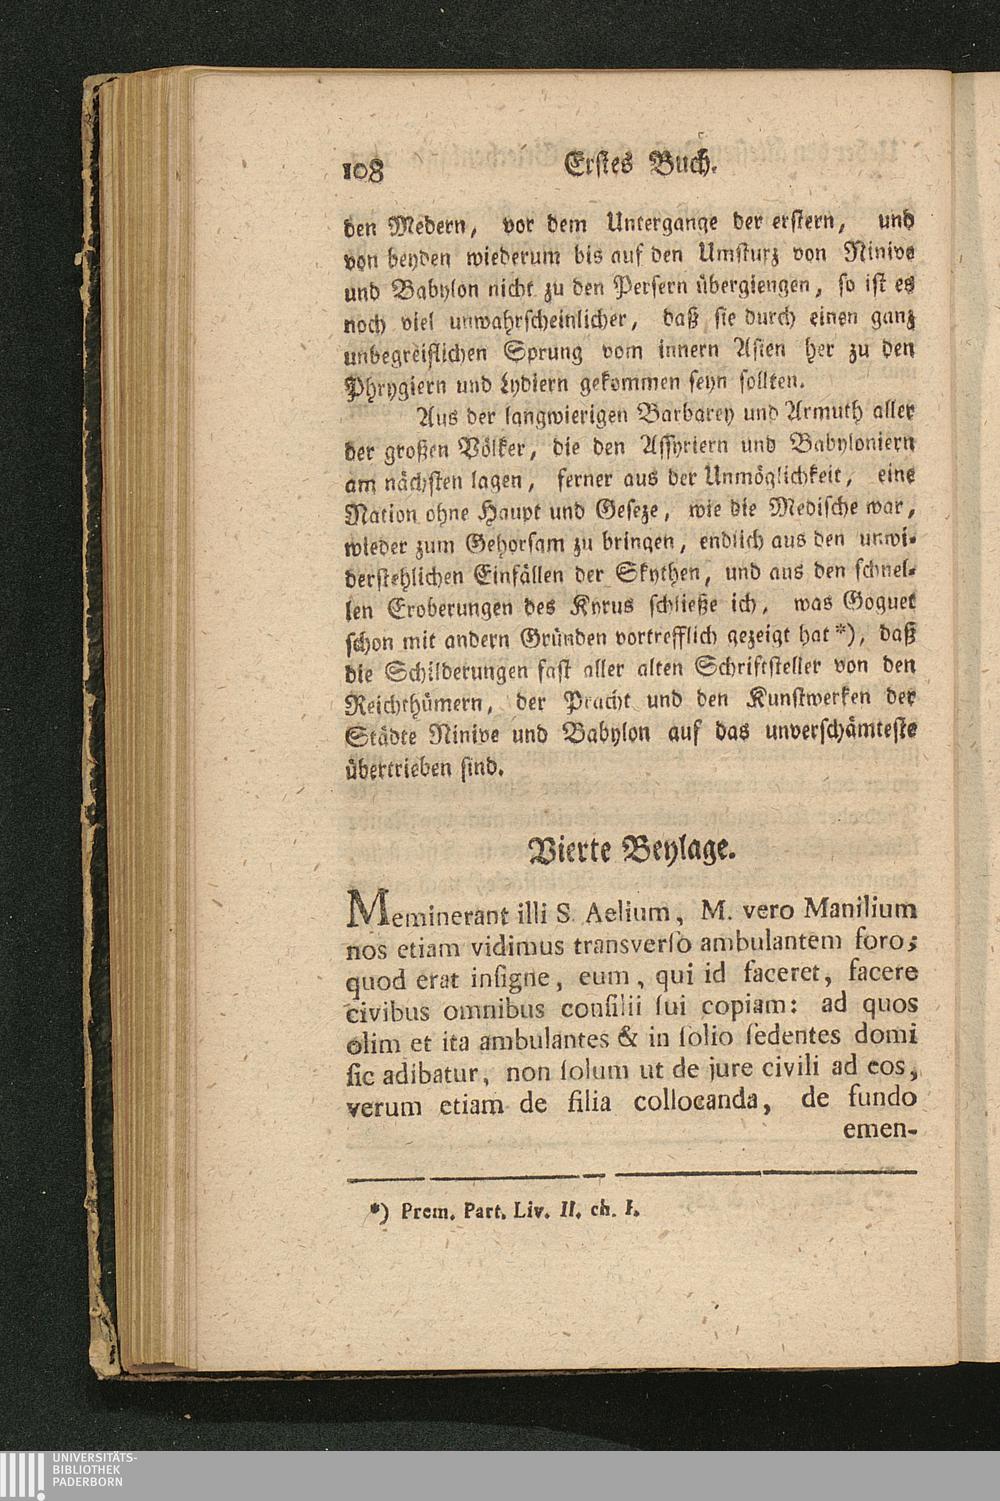 108 Erstes Buch.
den Medern, vor dem Untergange der erstern, und
von beyden wiederum bis auf den Umsturz von Ninive
und Babylon nicht zu den Persern übergiengen, so ist es
noch viel unwahrscheinlicher, daß sie durch einen ganz
unbegreiflichen Sprung vom innern Asien her zu den
Phrygiern und Lydiern gekommen seyn sollten.
Aus der langwierigen Barbarey und Armuth aller
der großen Völker, die den Assyriern und Babyloniern
am nächsten lagen, ferner aus der Unmöglichkeit, eine
Nation ohne Haupt und Geseze, wie die Medische war,
wieder zum Gehorsam zu bringen, endlich aus den unwi-
derstehlichen Einfällen der Skythen, und aus den schnel-
len Eroberungen des Kyrus schließe ich, was Goguet
schon mit andern Gründen vortrefflich gezeigt hat *), daß
die Schilderungen fast aller alten Schriftsteller von den
Reichthümern, der Pracht und den Kunstwerken der
Städte Ninive und Babylon auf das unverschämteste
übertrieben sind.
Vierte Beylage.
Meminerant illi S. Aelium, M. vero Manilium
nos etiam vidimus transverſo ambulantem foro;
quod erat inſigne, eum, qui id faceret, facere
civibus omnibus conſilii ſui copiam: ad quos
olim et ita ambulantes & in ſolio ſedentes domi
ſic adibatur, non ſolum ut de jure civili ad eos,
verum etiam de filia collocanda, de fundo
emen-
*) Prem. Part. Liv. II. ch. I.
UNIVERSITÄTS-
BIBLIOTHEK
PADERBORN